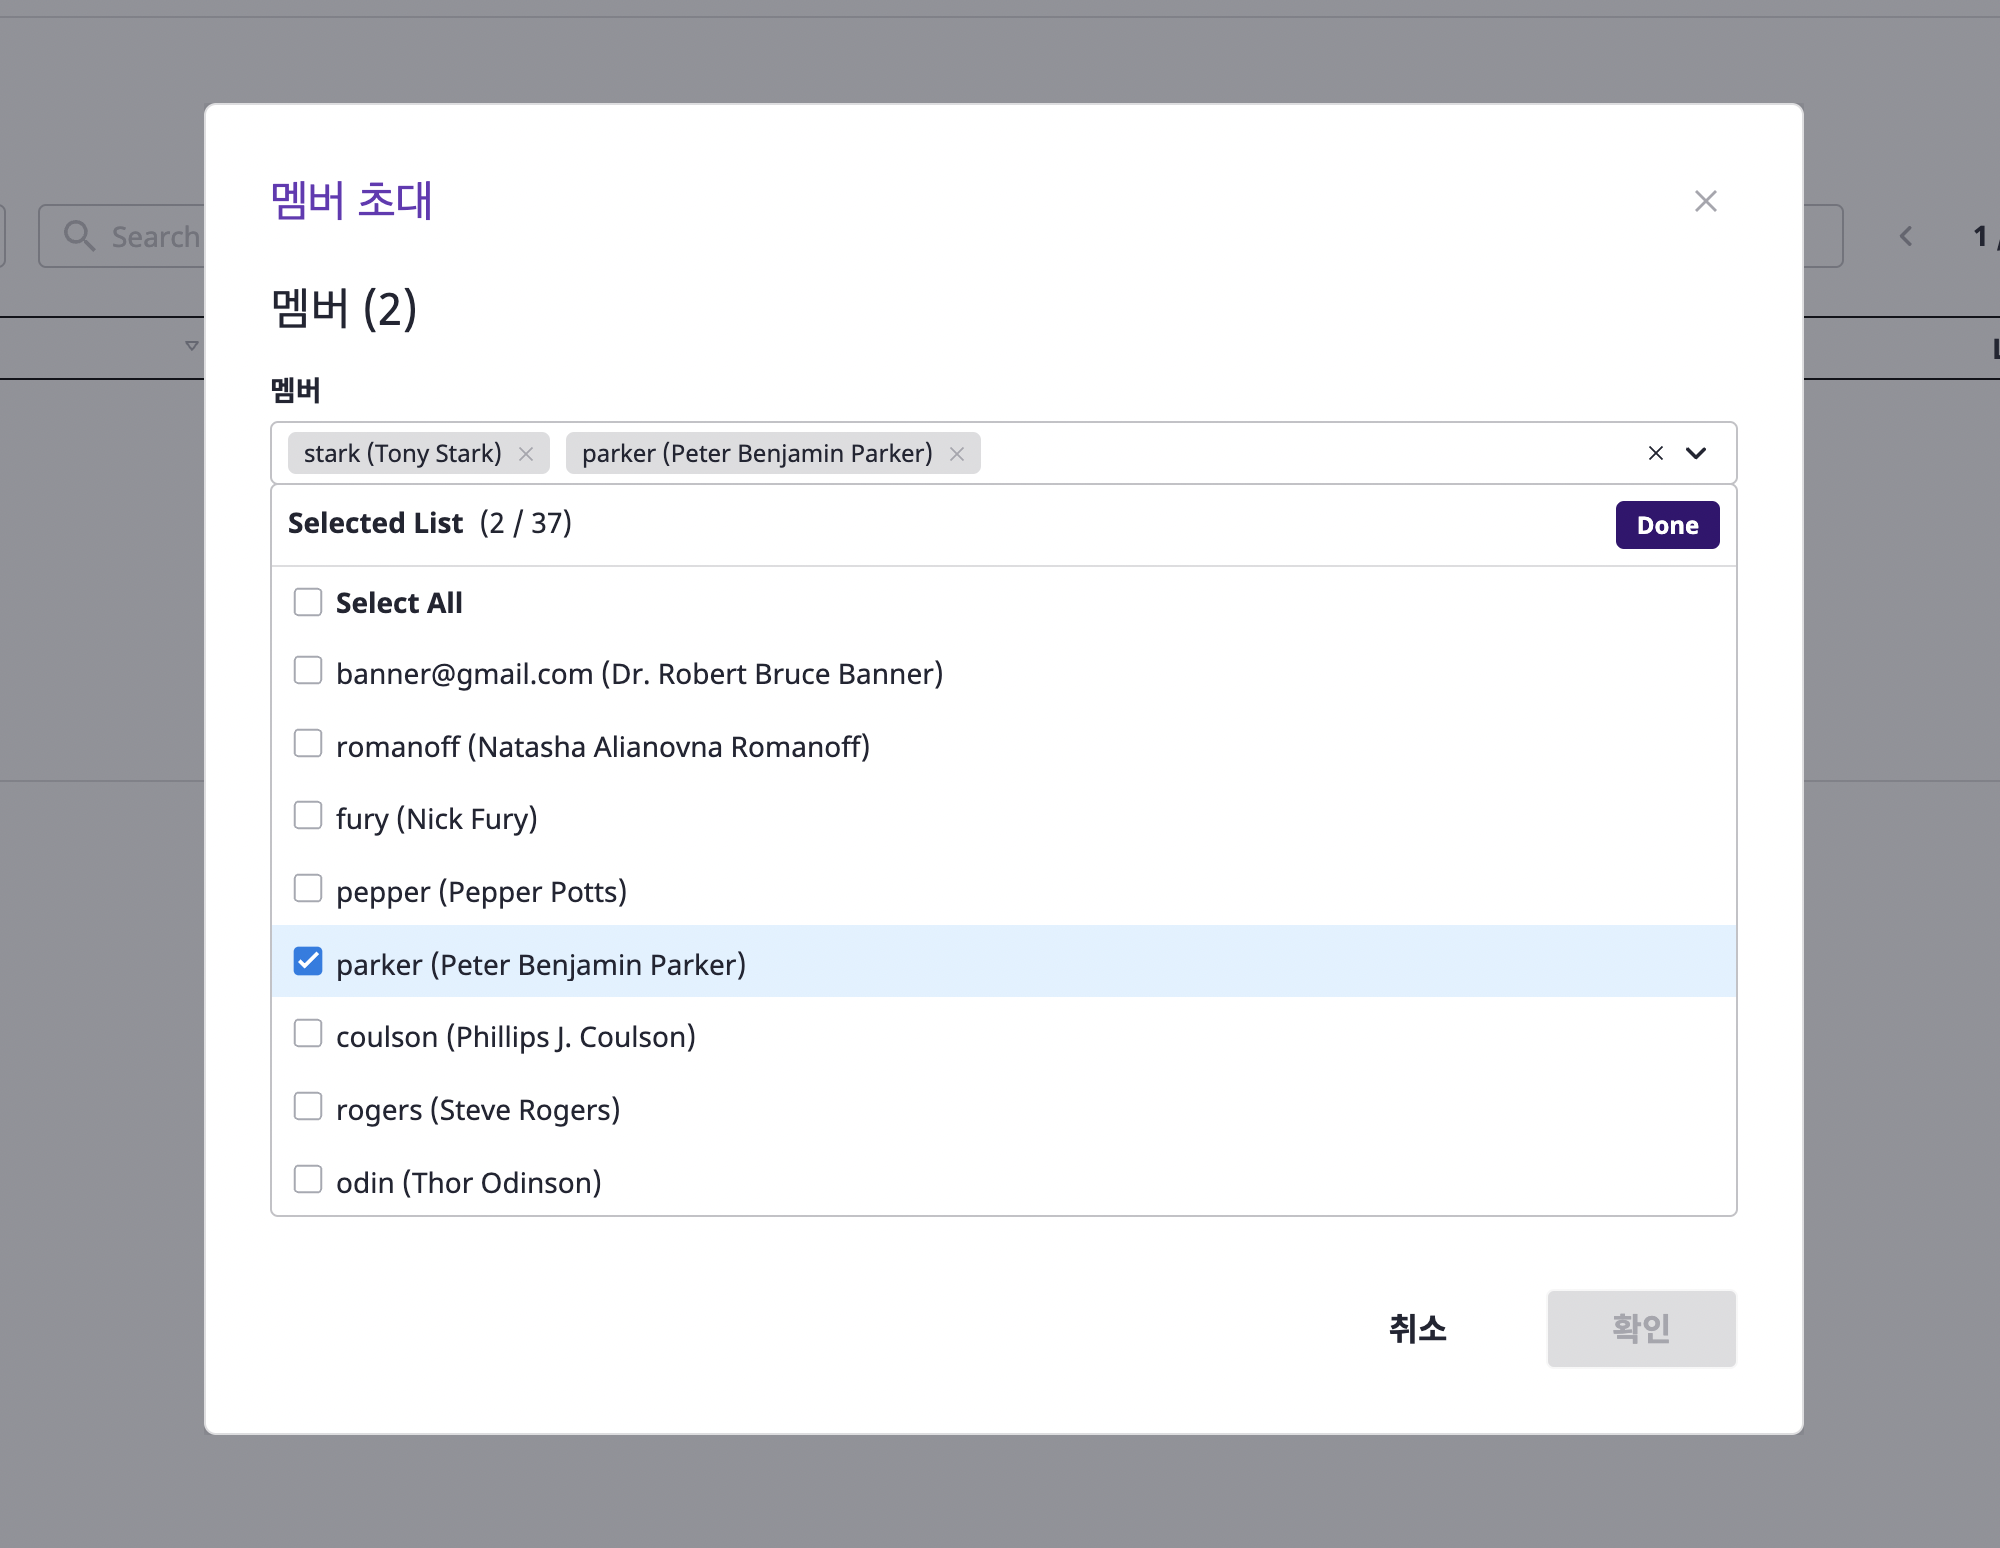 멤버 초대
Search
1 /
멤버 (2)
멤버
stark (Tony Stark) parker (Peter Benjamin Parker)
Selected List (2 / 37)
Done
Select All
banner@gmail.com (Dr. Robert Bruce Banner)
romanoff (Natasha Alianovna Romanoff)
fury (Nick Fury)
pepper (Pepper Potts)
parker (Peter Benjamin Parker)
coulson (Phillips J. Coulson)
rogers (Steve Rogers)
odin (Thor Odinson)
취소
확인